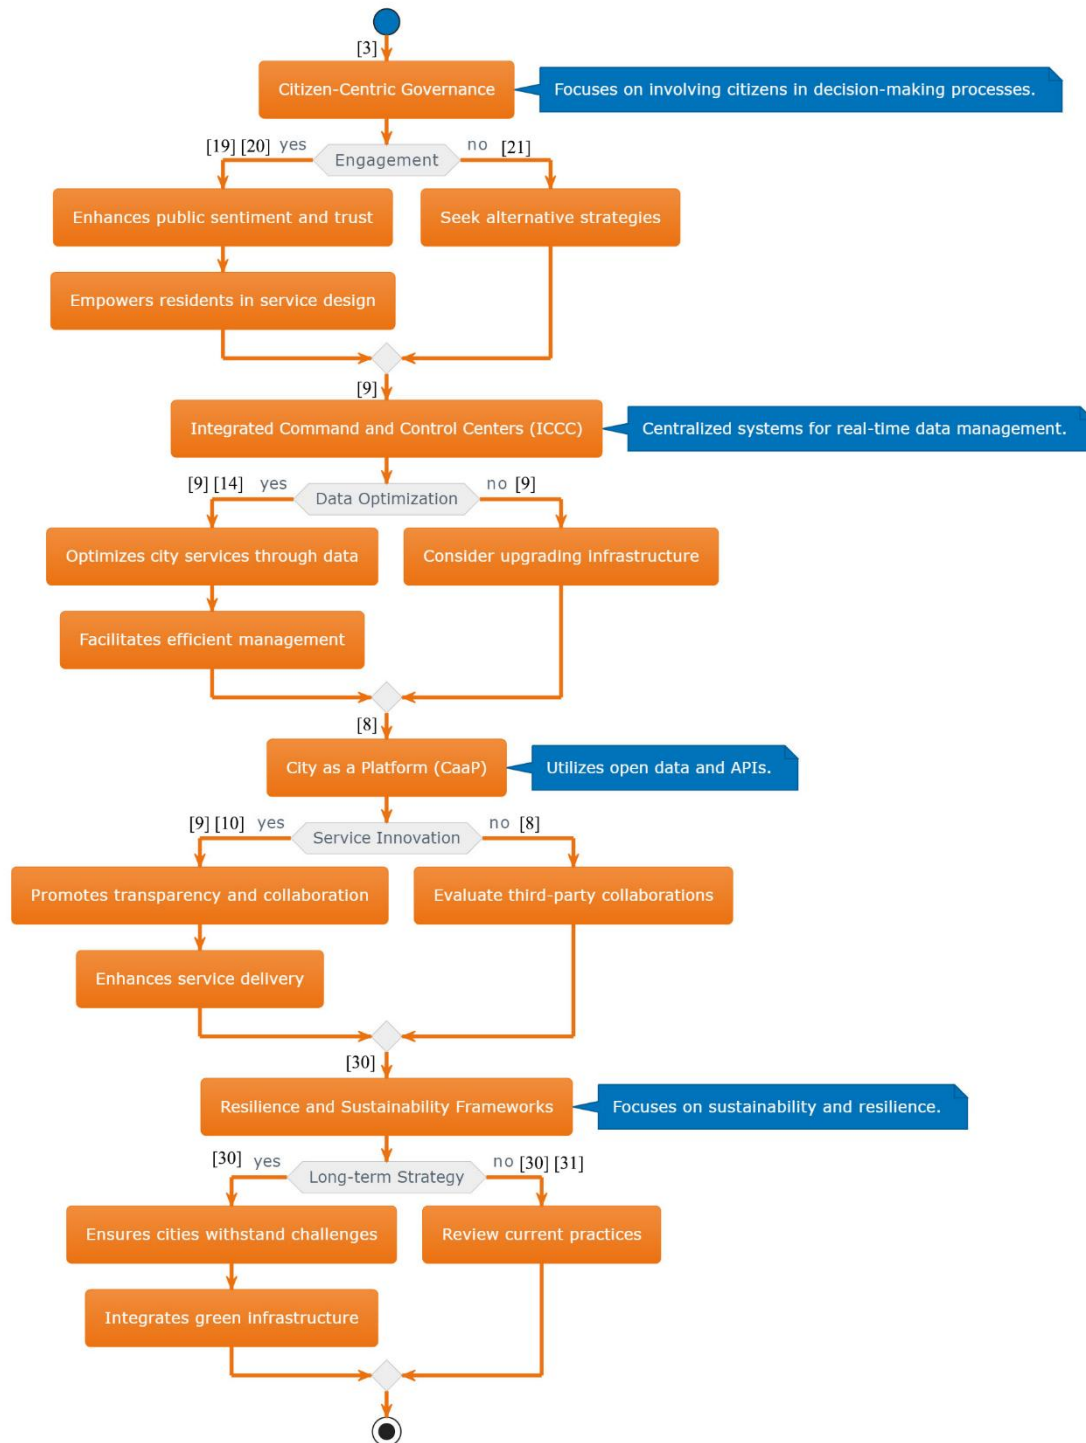 [3]
Citizen-Centric Governance
Focuses on involving citizens in decision-making processes.
[19] [20] yes
Engagement
no [21]
Enhances public sentiment and trust
Seek alternative strategies
Empowers residents in service design
[9]
Integrated Command and Control Centers (ICCC)
Centralized systems for real-time data management.
[9] [14] yes
Data Optimization
no [9]
Optimizes city services through data
Consider upgrading infrastructure
Facilitates efficient management
[8]
City as a Platform (CaaP)
Utilizes open data and APIs.
[9] [10] yes
Service Innovation
no [8]
Promotes transparency and collaboration
Evaluate third-party collaborations
Enhances service delivery
[30]
Resilience and Sustainability Frameworks
Focuses on sustainability and resilience.
[30] yes
Long-term Strategy
no [30] [31]
Ensures cities withstand challenges
Review current practices
Integrates green infrastructure